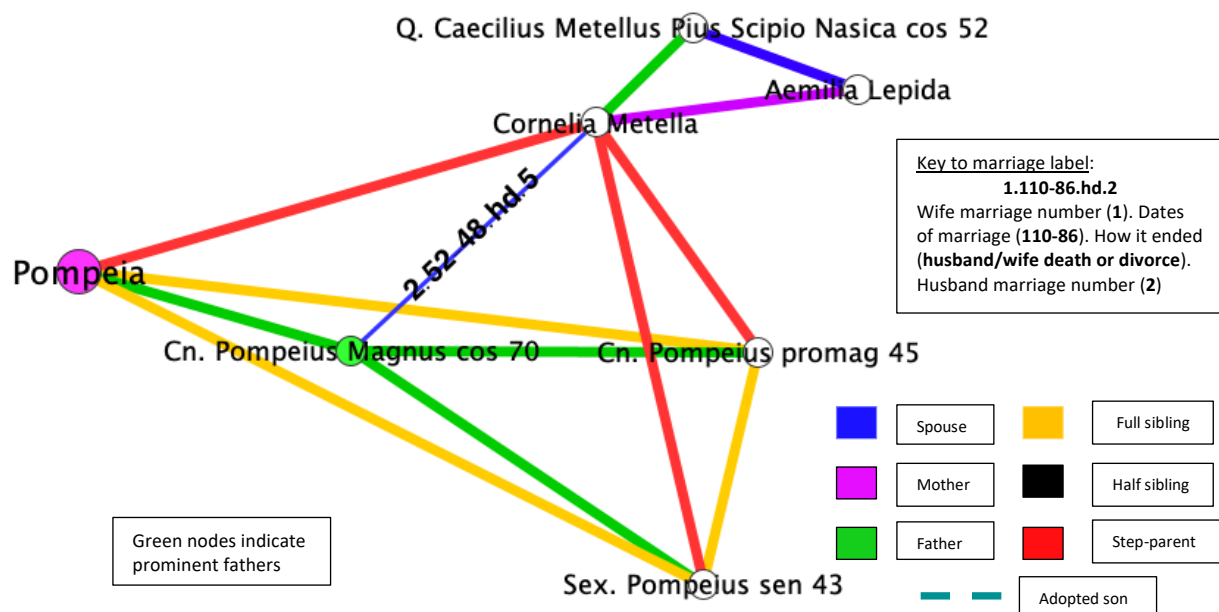 Q. Caecilius Metellus Pius Scipio Nasica cos 52
Aemilia Lepida
Cornelia Metella
Key to marriage label:
1.110-86.hd.2
Wife marriage number (1). Dates
of marriage (110-86). How it ended
(husband/wife death or divorce).
Husband marriage number (2)
2.52 48.hd.5
Pompeia
Cn. Pompeius Magnus cos 70
Cn. Pompeius promag 45
Spouse
Full sibling
Mother
Half sibling
Green nodes indicate
prominent fathers
Father
Step-parent
Sex. Pompeius sen 43
Adopted son